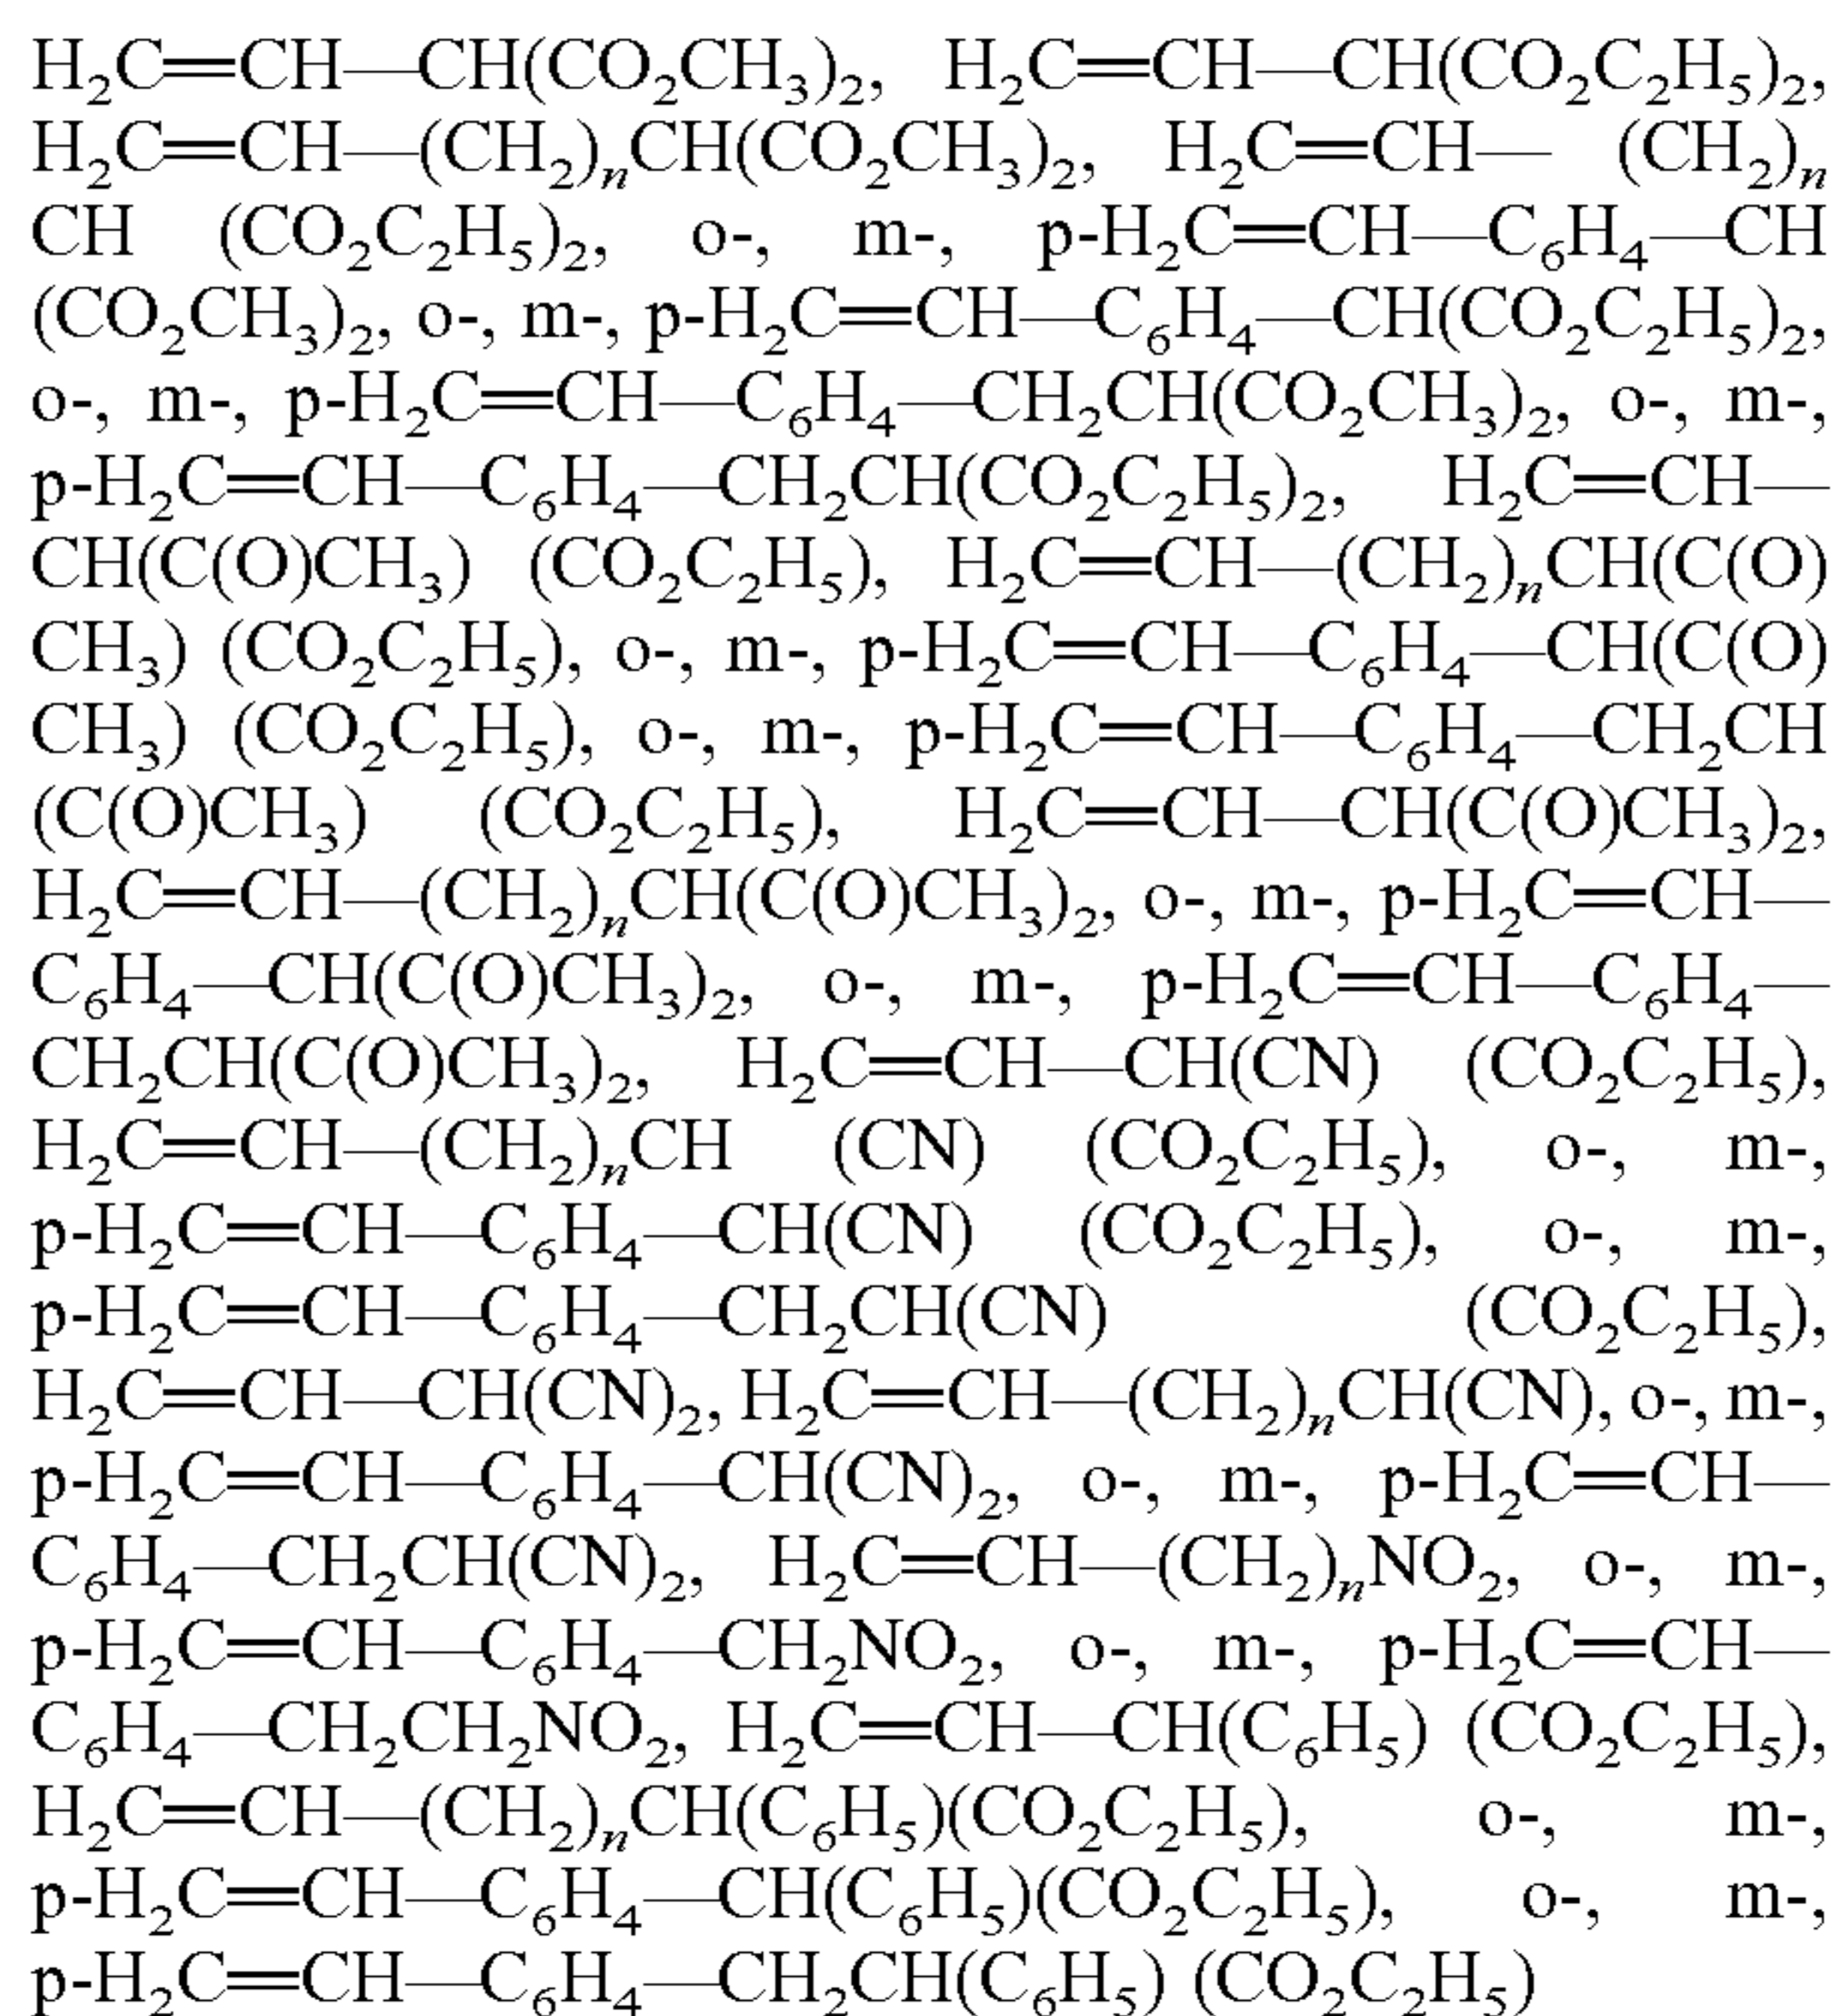 H₂C=CH—CH(CO₂CH₃)₂, H₂C=CH—CH(CO₂C₂H₅)₂,
H₂C=CH—(CH₂)ₙCH(CO₂CH₃)₂, H₂C=CH— (CH₂)ₙ
CH (CO₂C₂H₅)₂, o-, m-, p-H₂C=CH—C₆H₄—CH
(CO₂CH₃)₂, o-, m-, p-H₂C=CH—C₆H₄—CH(CO₂C₂H₅)₂,
o-, m-, p-H₂C=CH—C₆H₄—CH₂CH(CO₂CH₃)₂, o-, m-,
p-H₂C=CH—C₆H₄—CH₂CH(CO₂C₂H₅)₂, H₂C=CH—
CH(C(O)CH₃) (CO₂C₂H₅), H₂C=CH—(CH₂)ₙCH(C(O)
CH₃) (CO₂C₂H₅), o-, m-, p-H₂C=CH—C₆H₄—CH(C(O)
CH₃) (CO₂C₂H₅), o-, m-, p-H₂C=CH—C₆H₄—CH₂CH
(C(O)CH₃) (CO₂C₂H₅), H₂C=CH—CH(C(O)CH₃)₂,
H₂C=CH—(CH₂)ₙCH(C(O)CH₃)₂, o-, m-, p-H₂C=CH—
C₆H₄—CH(C(O)CH₃)₂, o-, m-, p-H₂C=CH—C₆H₄—
CH₂CH(C(O)CH₃)₂, H₂C=CH—CH(CN) (CO₂C₂H₅),
H₂C=CH—(CH₂)ₙCH (CN) (CO₂C₂H₅), o-, m-,
p-H₂C=CH—C₆H₄—CH(CN) (CO₂C₂H₅), o-, m-,
p-H₂C=CH—C₆H₄—CH₂CH(CN) (CO₂C₂H₅),
H₂C=CH—CH(CN)₂, H₂C=CH—(CH₂)ₙCH(CN), o-, m-,
p-H₂C=CH—C₆H₄—CH(CN)₂, o-, m-, p-H₂C=CH—
C₆H₄—CH₂CH(CN)₂, H₂C=CH—(CH₂)ₙNO₂, o-, m-,
p-H₂C=CH—C₆H₄—CH₂NO₂, o-, m-, p-H₂C=CH—
C₆H₄—CH₂CH₂NO₂, H₂C=CH—CH(C₆H₅) (CO₂C₂H₅),
H₂C=CH—(CH₂)ₙCH(C₆H₅)(CO₂C₂H₅), o-, m-,
p-H₂C=CH—C₆H₄—CH(C₆H₅)(CO₂C₂H₅), o-, m-,
p-H₂C=CH—C₆H₄—CH₂CH(C₆H₅) (CO₂C₂H₅)